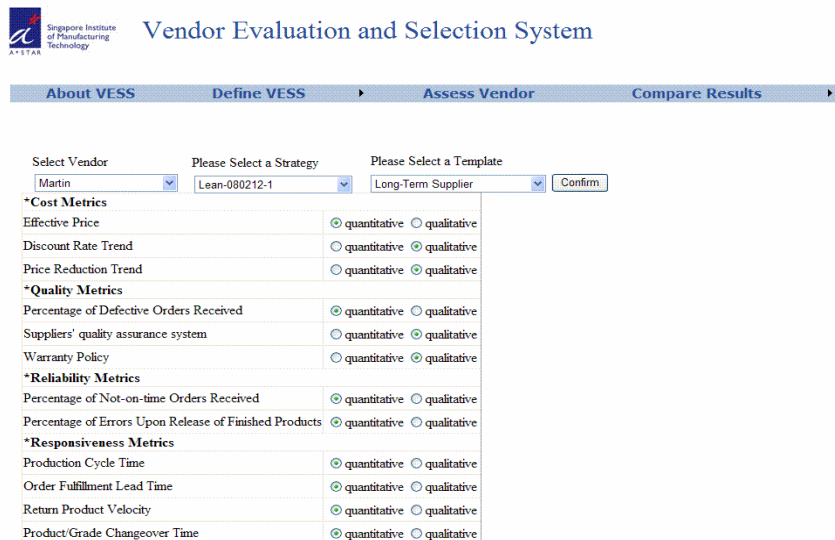 Singapore Institute
of Manufacturing
Technology
A*STAR
Vendor Evaluation and Selection System
About VESS Define VESS Assess Vendor Compare Results
Select Vendor Please Select a Strategy Please Select a Template
Martin Lean-080212-1 Long-Term Supplier Confirm
*Cost Metrics
Effective Price quantitative qualitative
Discount Rate Trend quantitative qualitative
Price Reduction Trend quantitative qualitative
*Quality Metrics
Percentage of Defective Orders Received quantitative qualitative
Suppliers' quality assurance system quantitative qualitative
Warranty Policy quantitative qualitative
*Reliability Metrics
Percentage of Not-on-time Orders Received quantitative qualitative
Percentage of Errors Upon Release of Finished Products quantitative qualitative
*Responsiveness Metrics
Production Cycle Time quantitative qualitative
Order Fulfillment Lead Time quantitative qualitative
Return Product Velocity quantitative qualitative
Product/Grade Changeover Time quantitative qualitative